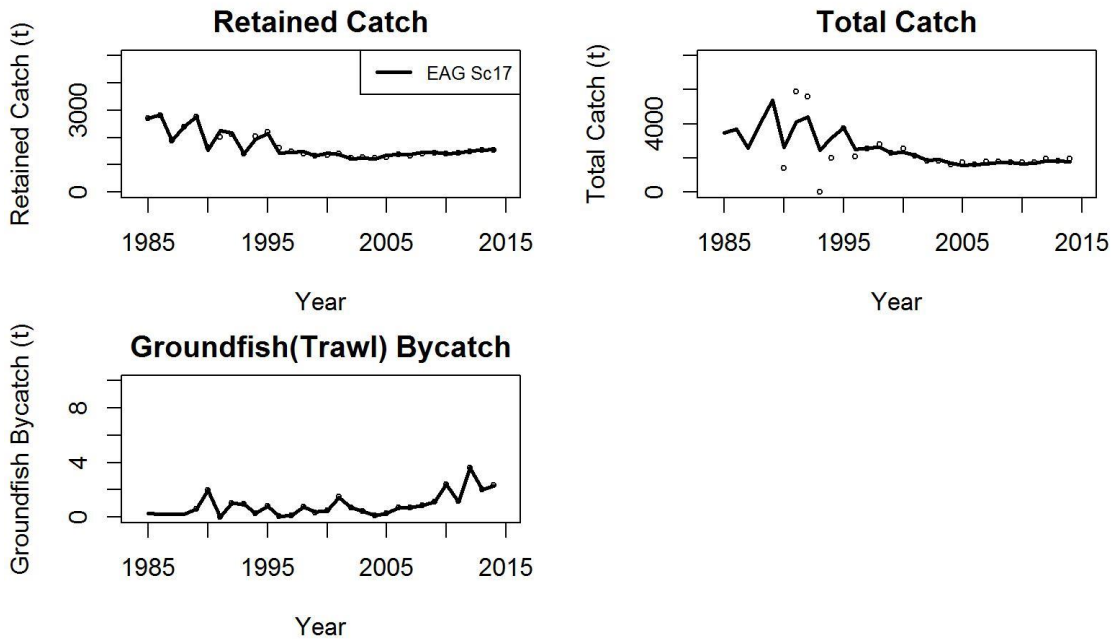 Retained Catch
Retained Catch (t)
3000
0
EAG Sc17
1985 1995 2005 2015
Year
Total Catch
Total Catch (t)
4000
0
1985 1995 2005 2015
Year
Groundfish(Trawl) Bycatch
Groundfish Bycatch (t)
8
4
0
1985 1995 2005 2015
Year